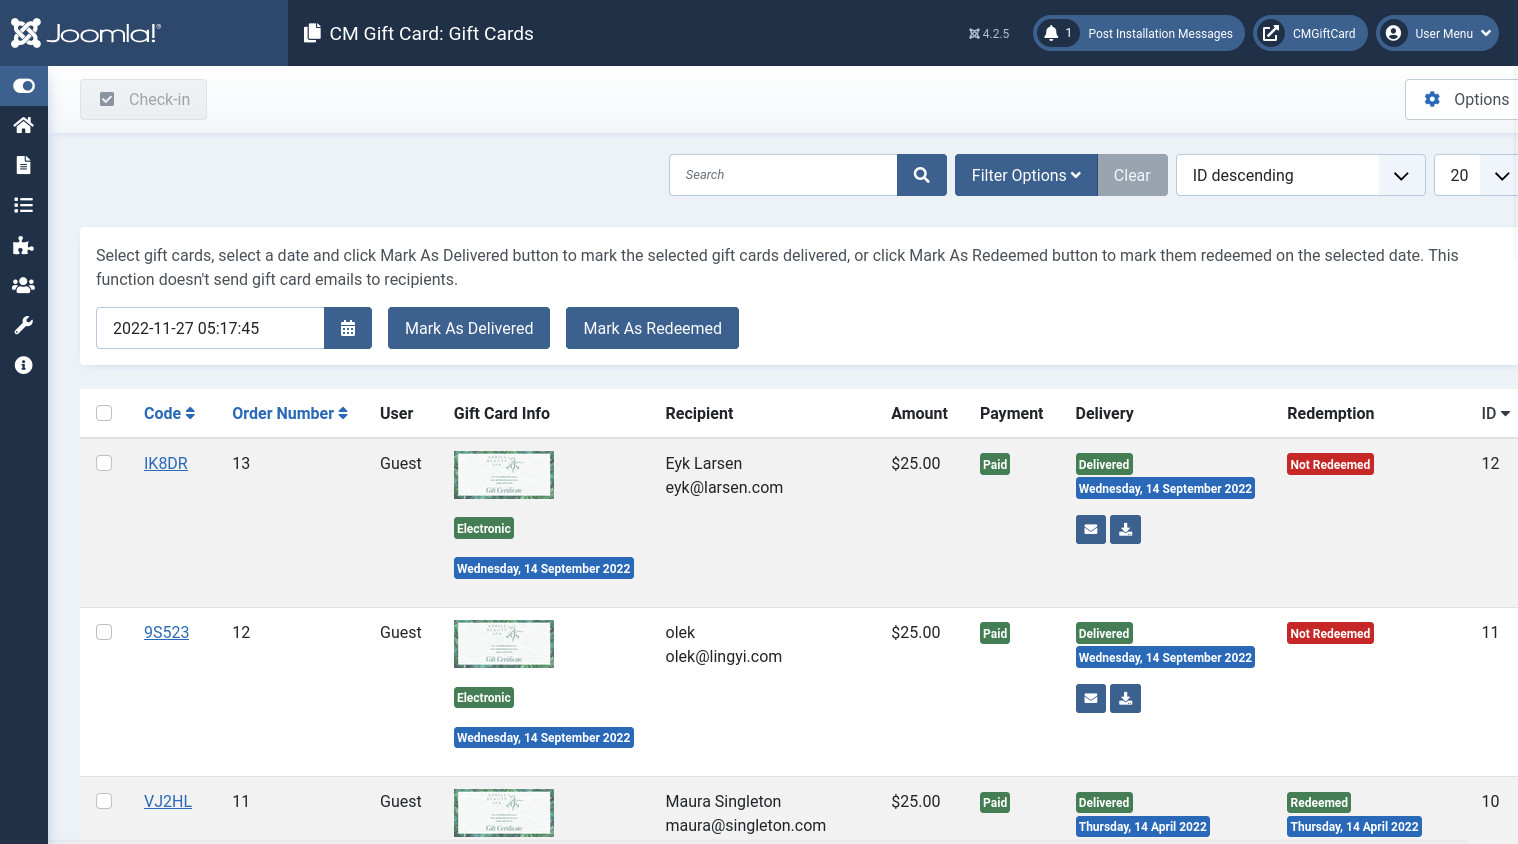 Joomla!
CM Gift Card: Gift Cards
4.2.5
1
Post Installation Messages
CMGiftCard
User Menu
Check-in
Options
Search
Filter Options
Clear
ID descending
20
Select gift cards, select a date and click Mark As Delivered button to mark the selected gift cards delivered, or click Mark As Redeemed button to mark them redeemed on the selected date. This
function doesn't send gift card emails to recipients.
2022-11-27 05:17:45
Mark As Delivered
Mark As Redeemed
Code
Order Number
User
Gift Card Info
Recipient
Amount
Payment
Delivery
Redemption
ID
IK8DR
13
Guest
Gift Certificate
Electronic
Wednesday, 14 September 2022
Eyk Larsen
eyk@larsen.com
$25.00
Paid
Delivered
Wednesday, 14 September 2022
Not Redeemed
12
9S523
12
Guest
Gift Certificate
Electronic
Wednesday, 14 September 2022
olek
olek@lingyi.com
$25.00
Paid
Delivered
Wednesday, 14 September 2022
Not Redeemed
11
VJ2HL
11
Guest
Gift Certificate
Maura Singleton
maura@singleton.com
$25.00
Paid
Delivered
Thursday, 14 April 2022
Redeemed
Thursday, 14 April 2022
10